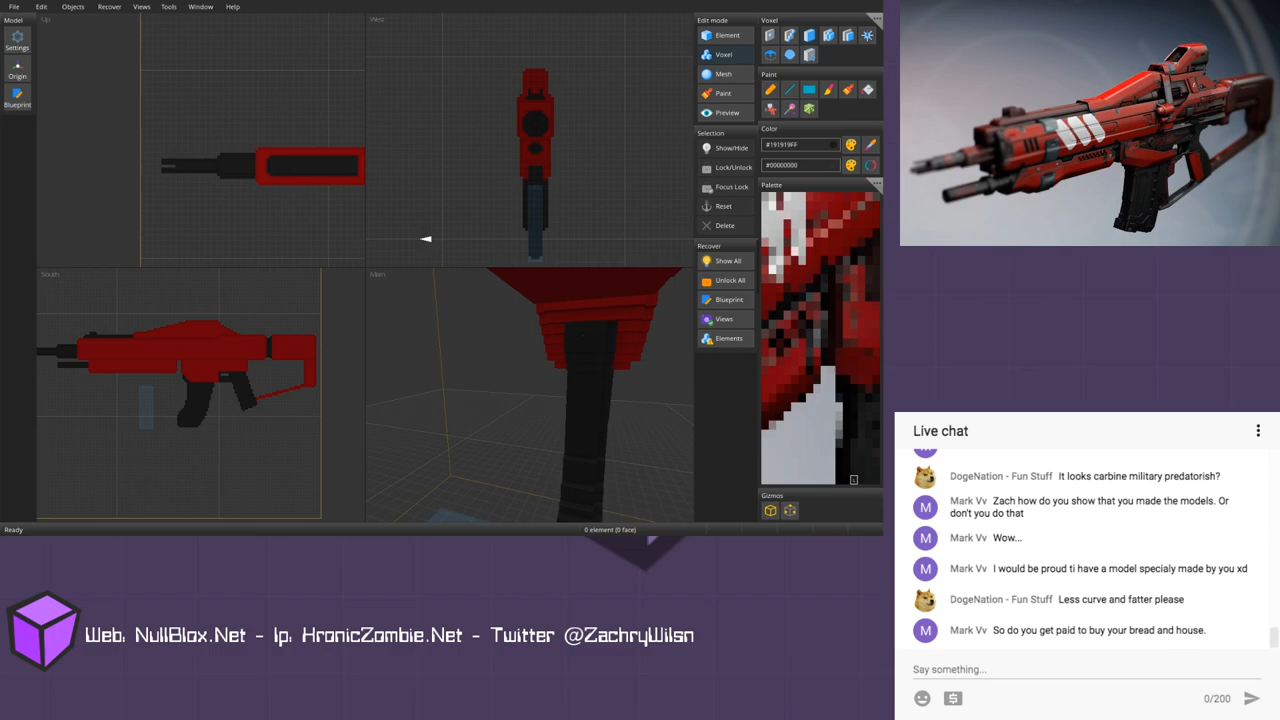 File Edit Objects Recover Views Tools Window Help
Model
Settings
Origin
Blueprint
Up
West
South
Main
Edit mode
Element
Voxel
Mesh
Paint
Preview
Selection
Show/Hide
Lock/Unlock
Focus Lock
Reset
Delete
Recover
Show All
Unlock All
Blueprint
Views
Elements
Voxel
Paint
Color
#191919FF
#00000000
Palette
Gizmos
Ready
0 element (0 face)
Web: NullBlox.Net - Ip: KronicZombie.Net - Twitter @ZachryWilsn
Live chat
DogeNation - Fun Stuff It looks carbine military predatorish?
M Mark Vv Zach how do you show that you made the models. Or
don't you do that
M Mark Vv Wow...
M Mark Vv I would be proud ti have a model specialy made by you xd
DogeNation - Fun Stuff Less curve and fatter please
M Mark Vv So do you get paid to buy your bread and house.
Say something...
0/200